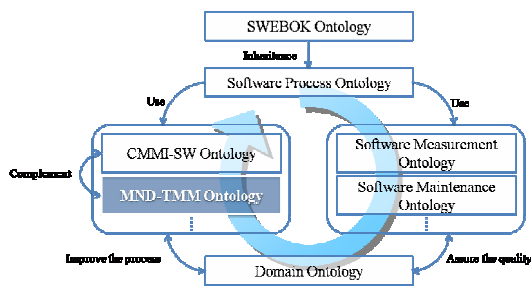 SWEBOK Ontology
Inheritance
Software Process Ontology
Use
Use
CMMI-SW Ontology
Software Measurement
Ontology
Complement
MND-TMM Ontology
Software Maintenance
Ontology
Improve the process
Assure the quality
Domain Ontology